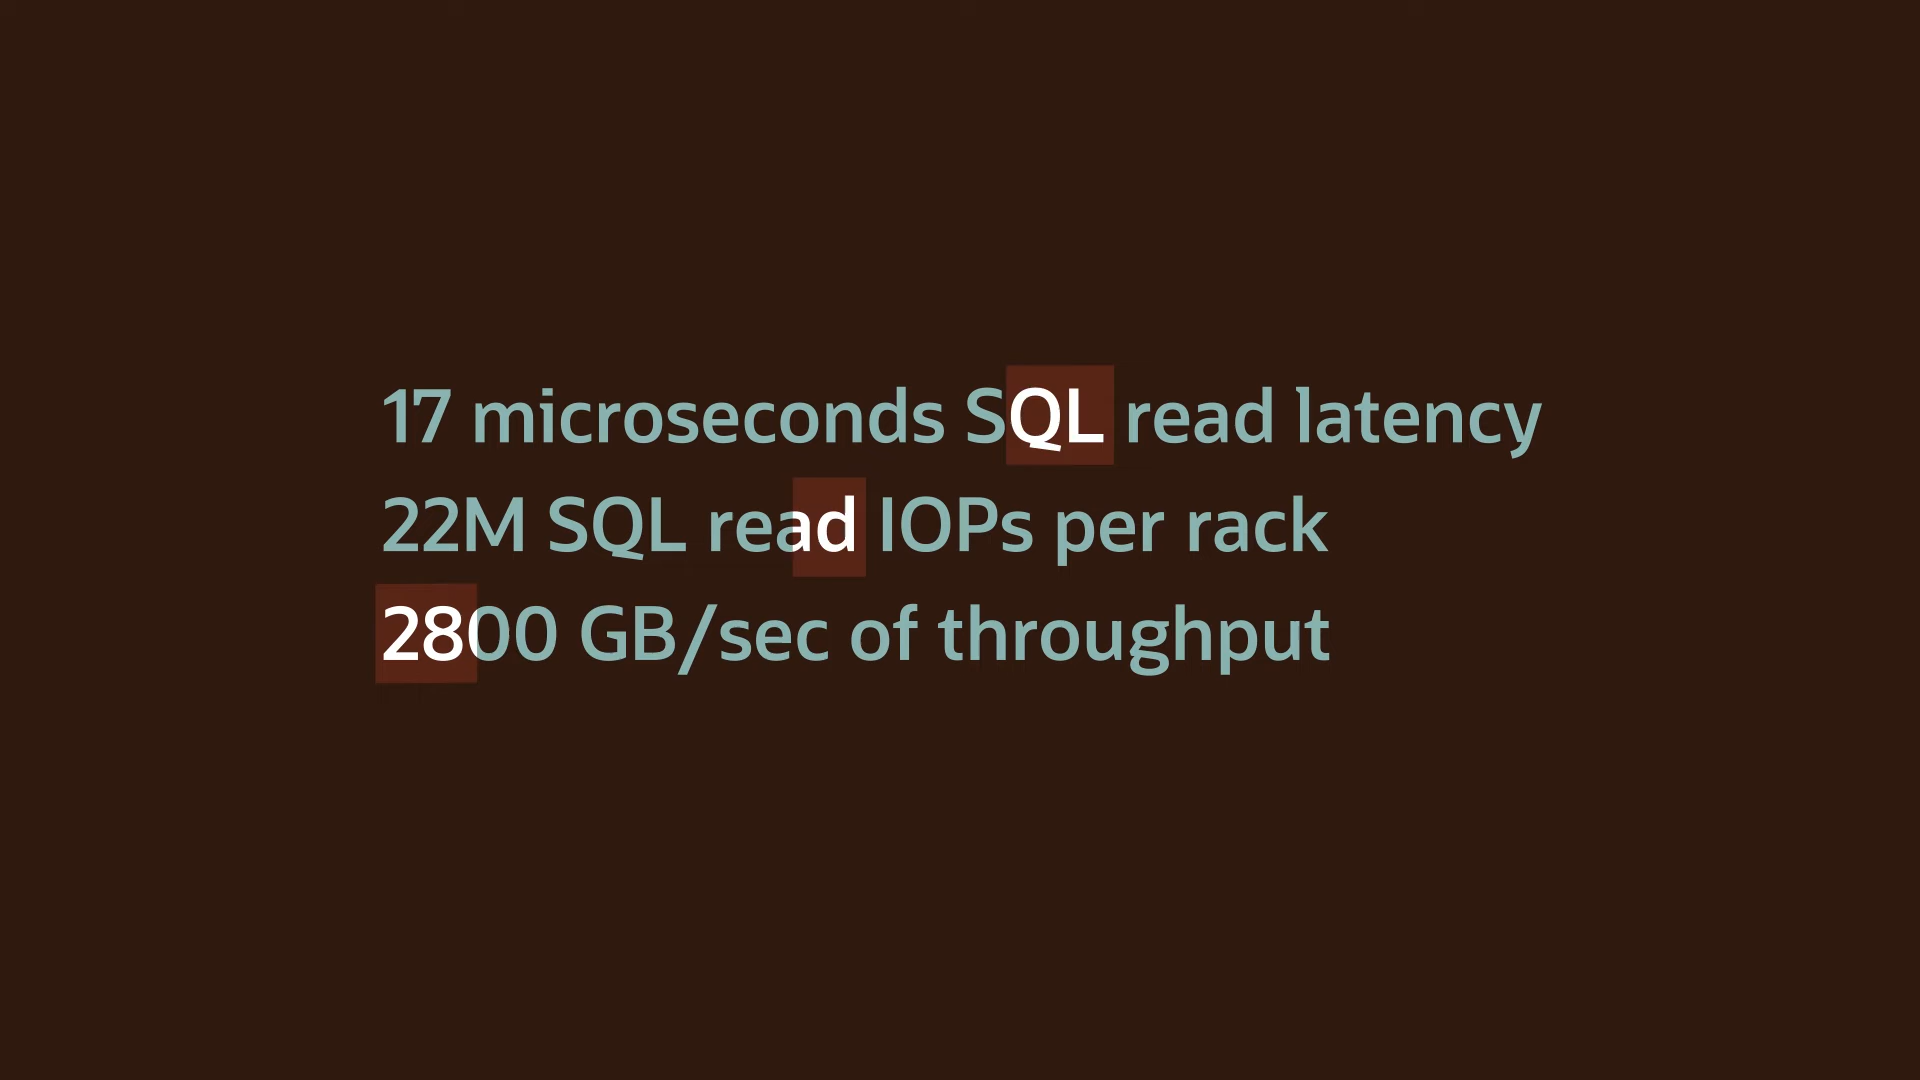 17 microseconds SQL read latency
22M SQL read IOPs per rack
2800 GB/sec of throughput